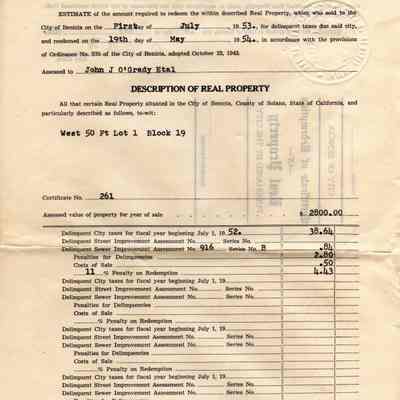 ESTIMATE of the amount required to redeem the within described Real Property, which was sold to the
City of Benicia on the First of July 1953. for delinquent taxes due said city,
and redeemed on the 19th day of May 1954., in accordance with the provisions
of Ordinance No. of the City of Benicia, adopted October 1942.
Assessed to John J O'Grady Etal
DESCRIPTION OF REAL PROPERTY
All that certain Real Property situated in the City of Benicia, County of Solano, State of California, and
particularly described as follows, to-wit:
West 50 Ft Lot 1 Block 19
Certificate No. 261
Assessed value of property for year of sale $ 2800.00
Delinquent City taxes for fiscal year beginning July 1, 1952. 38.64
Delinquent Street Improvement Assessment No. Series No.
Delinquent Sewer Improvement Assessment No. 916 Series No. B .84
Penalties for Delinquencies 2.80
Costs of Sale .50
11 % Penalty on Redemption 4.43
Delinquent City taxes for fiscal year beginning July 1, 19
Delinquent Street Improvement Assessment No. Series No.
Delinquent Sewer Improvement Assessment No. Series No.
Penalties for Delinquencies
Costs of Sale
% Penalty on Redemption
Delinquent City taxes for fiscal year beginning July 1, 19
Delinquent Street Improvement Assessment No. Series No.
Delinquent Sewer Improvement Assessment No. Series No.
Penalties for Delinquencies
Costs of Sale
% Penalty on Redemption
Delinquent City taxes for fiscal year beginning July 1, 19
Delinquent Street Improvement Assessment No. Series No.
Delinquent Sewer Improvement Assessment No. Series No.